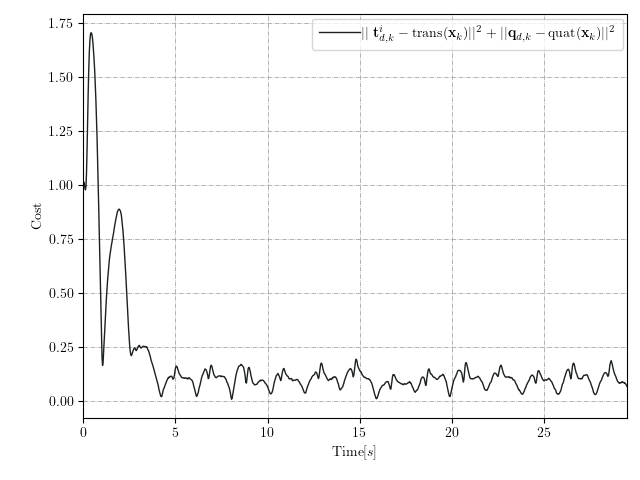 || t^i_{d,k} − trans(x_k)||² + ||q_{d,k} − quat(x_k)||²
1.75
1.50
1.25
1.00
0.75
0.50
0.25
0.00
Cost
0 5 10 15 20 25
Time[s]